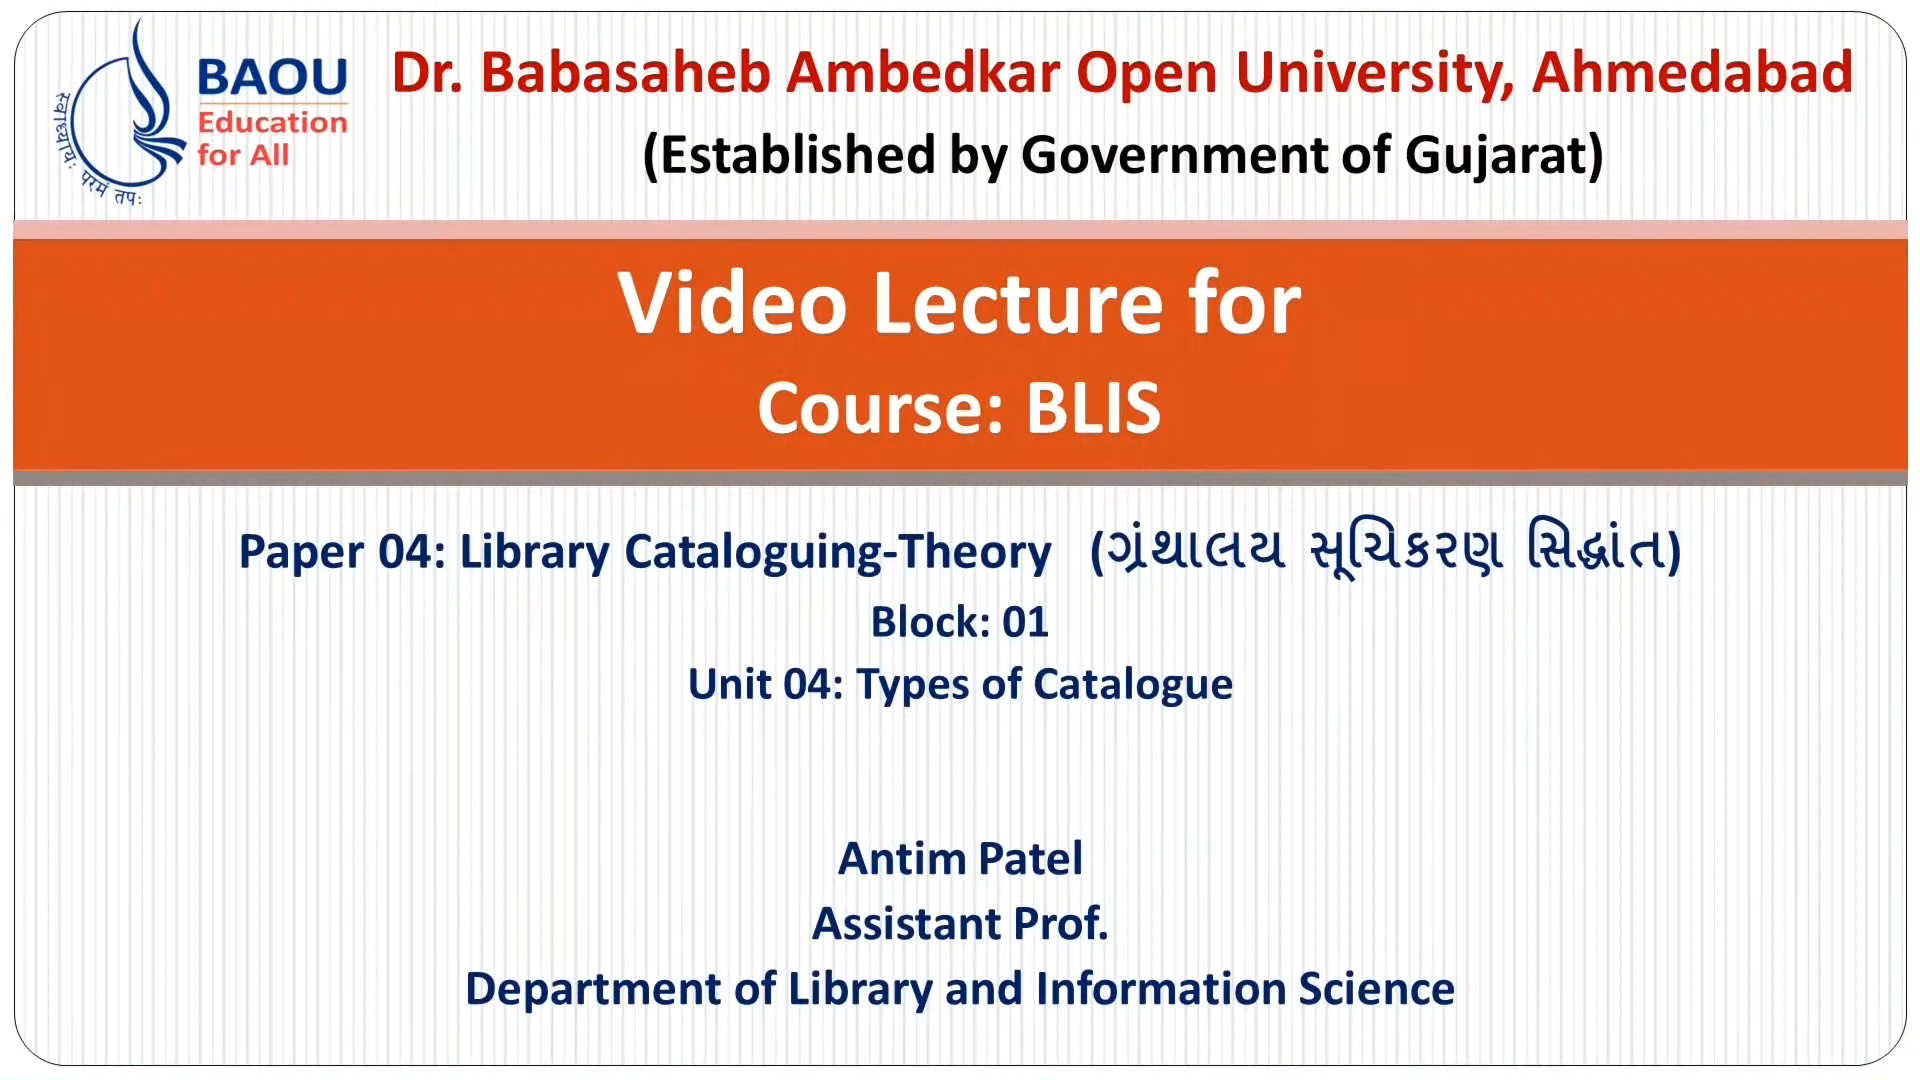 BAOU
Education
for All
स्वाध्यायः परमं तपः
Dr. Babasaheb Ambedkar Open University, Ahmedabad
(Established by Government of Gujarat)
Video Lecture for
Course: BLIS
Paper 04: Library Cataloguing-Theory (ગ્રંથાલય સૂચિકરણ સિદ્ધાંત)
Block: 01
Unit 04: Types of Catalogue
Antim Patel
Assistant Prof.
Department of Library and Information Science